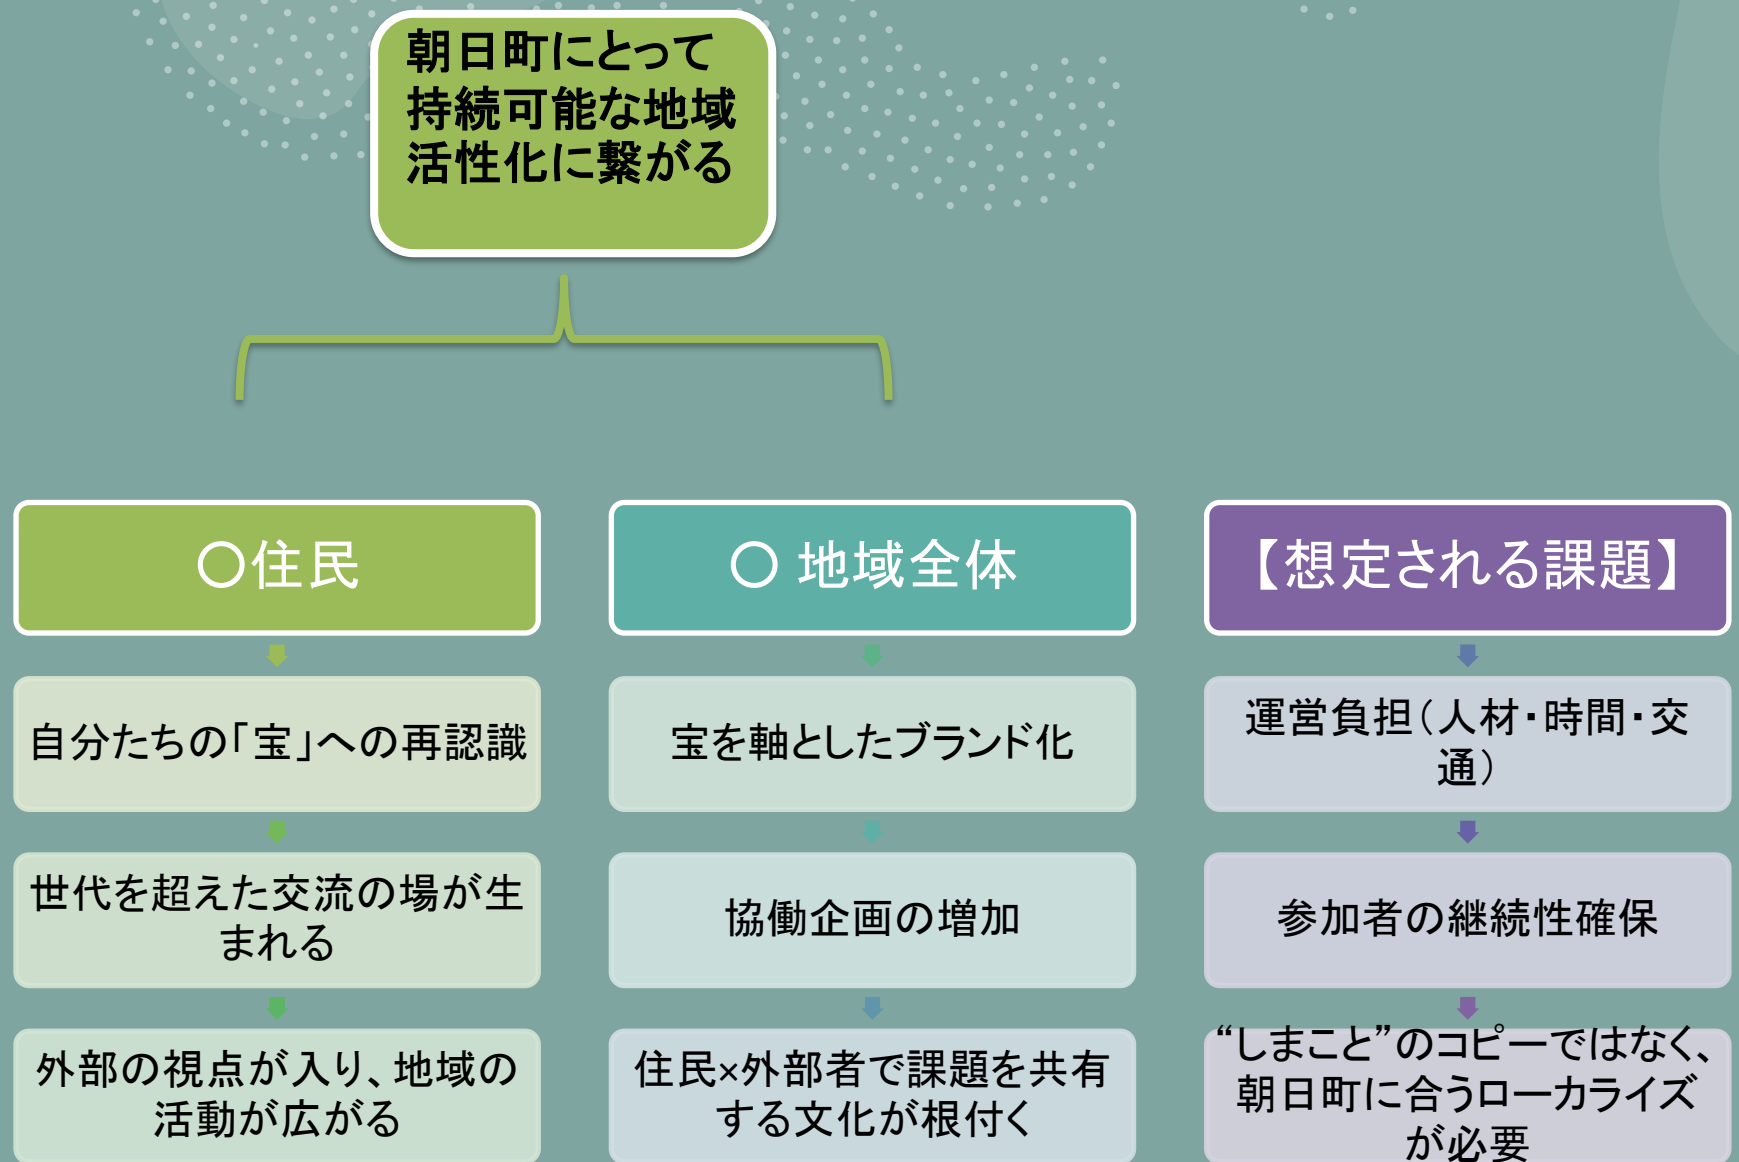 朝日町にとって
持続可能な地域
活性化に繋がる
〇住民
自分たちの「宝」への再認識
世代を超えた交流の場が生
まれる
外部の視点が入り、地域の
活動が広がる
〇 地域全体
宝を軸としたブランド化
協働企画の増加
住民×外部者で課題を共有
する文化が根付く
【想定される課題】
運営負担（人材・時間・交
通）
参加者の継続性確保
“しまこと”のコピーではなく、
朝日町に合うローカライズ
が必要